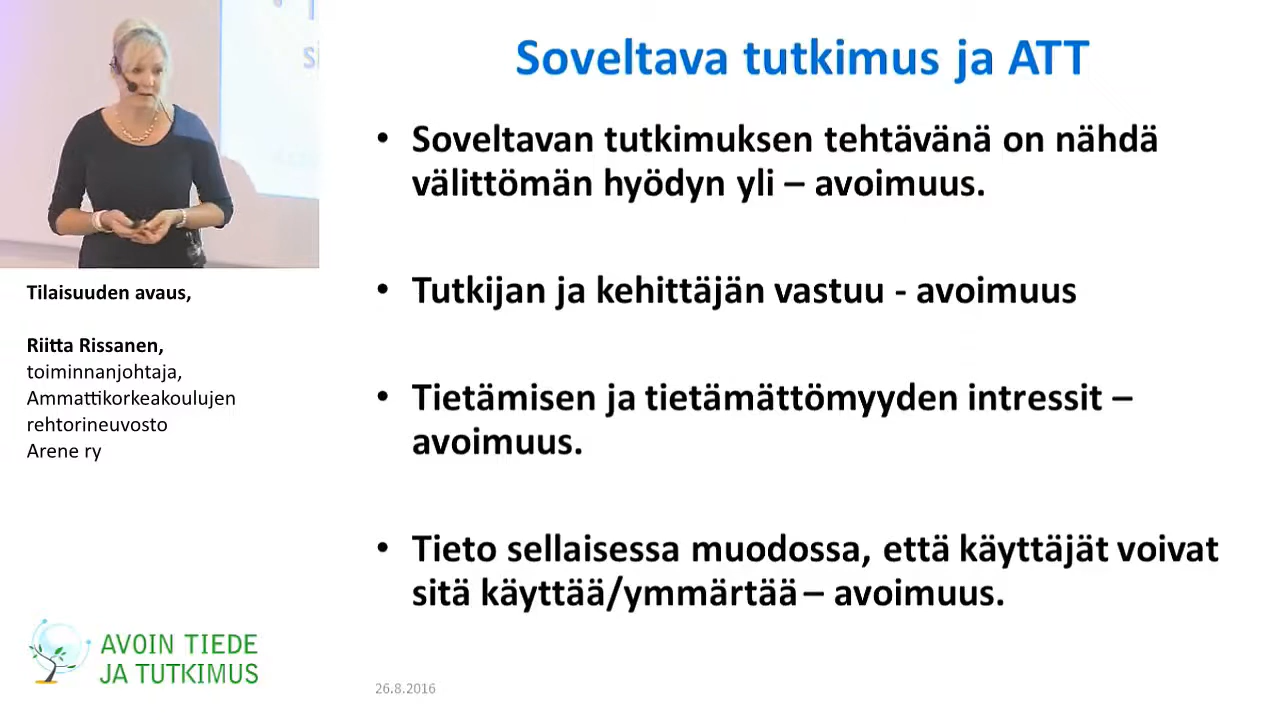 Soveltava tutkimus ja ATT
• Soveltavan tutkimuksen tehtävänä on nähdä
välittömän hyödyn yli – avoimuus.
• Tutkijan ja kehittäjän vastuu - avoimuus
• Tietämisen ja tietämättömyyden intressit –
avoimuus.
• Tieto sellaisessa muodossa, että käyttäjät voivat
sitä käyttää/ymmärtää – avoimuus.
Tilaisuuden avaus,
Riitta Rissanen,
toiminnanjohtaja,
Ammattikorkeakoulujen
rehtorineuvosto
Arene ry
AVOIN TIEDE
JA TUTKIMUS
26.8.2016